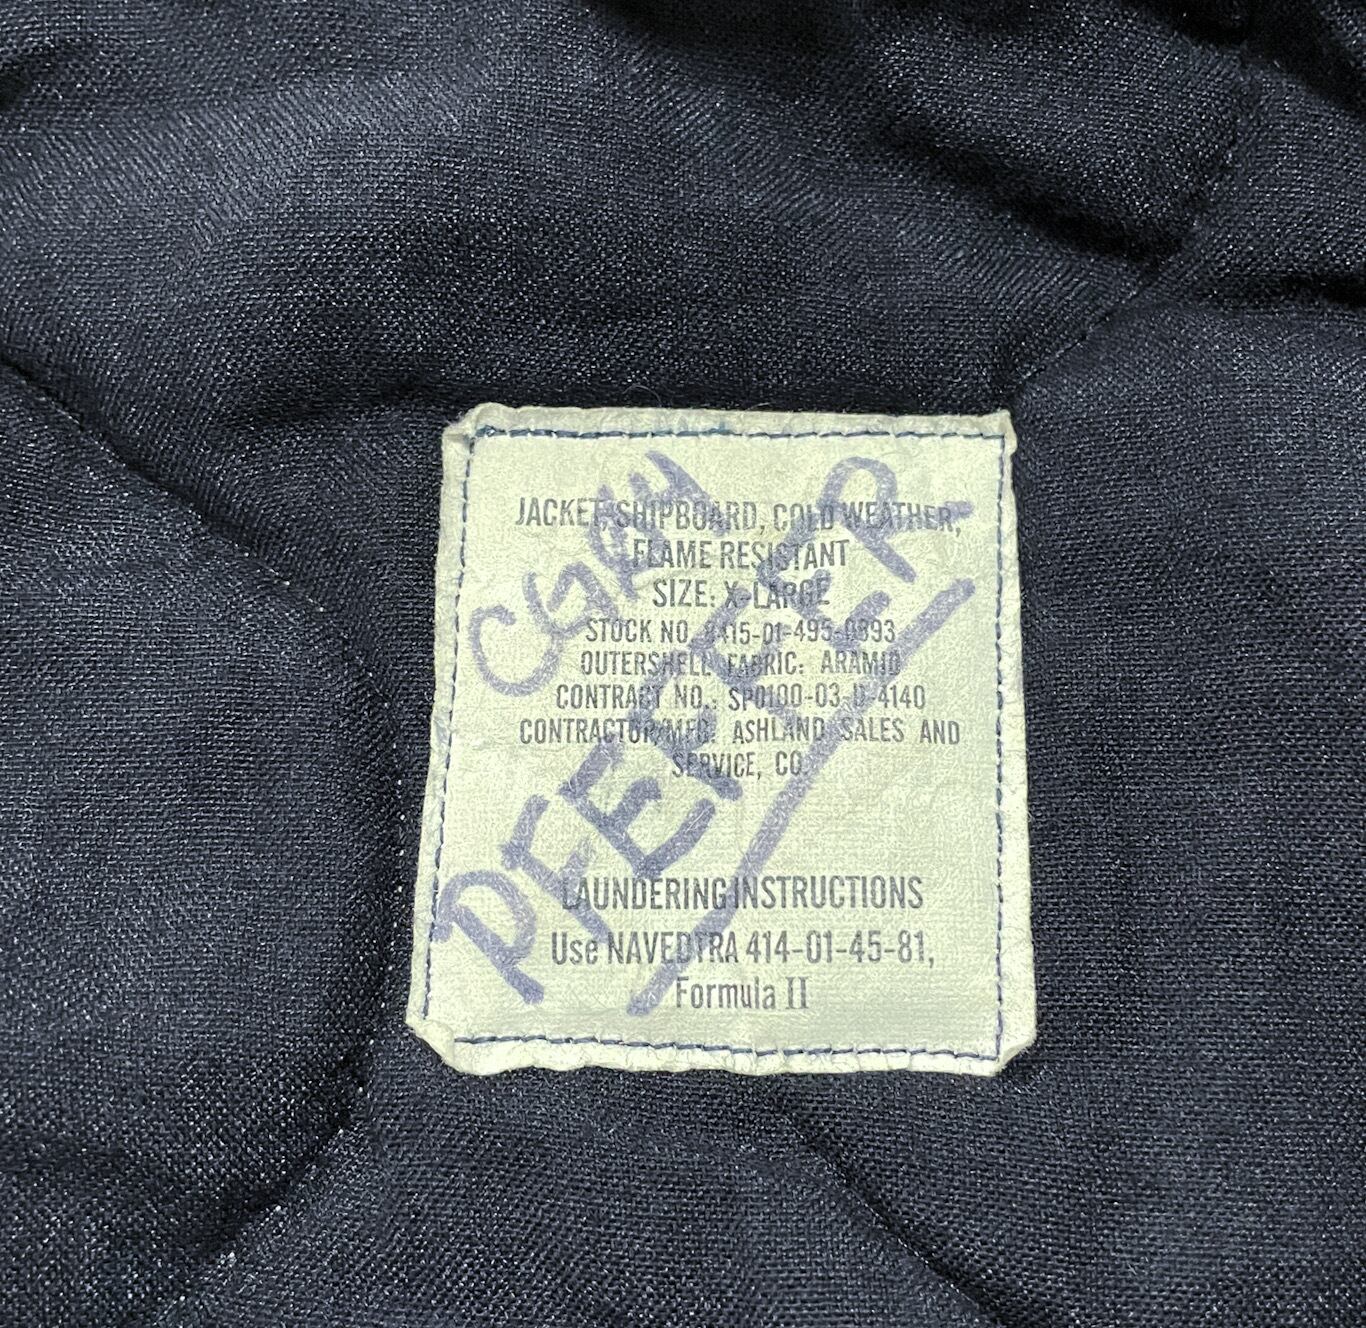 JACKET, SHIPBOARD, COLD WEATHER,
FLAME RESISTANT
SIZE: X-LARGE
STOCK NO. 8415-01-495-0893
OUTERSHELL FABRIC: ARAMID
CONTRACT NO.: SP0100-03-D-4140
CONTRACTOR/MFG. ASHLAND SALES AND
SERVICE, CO.
LAUNDERING INSTRUCTIONS
Use NAVEDTRA 414-01-45-81,
Formula II